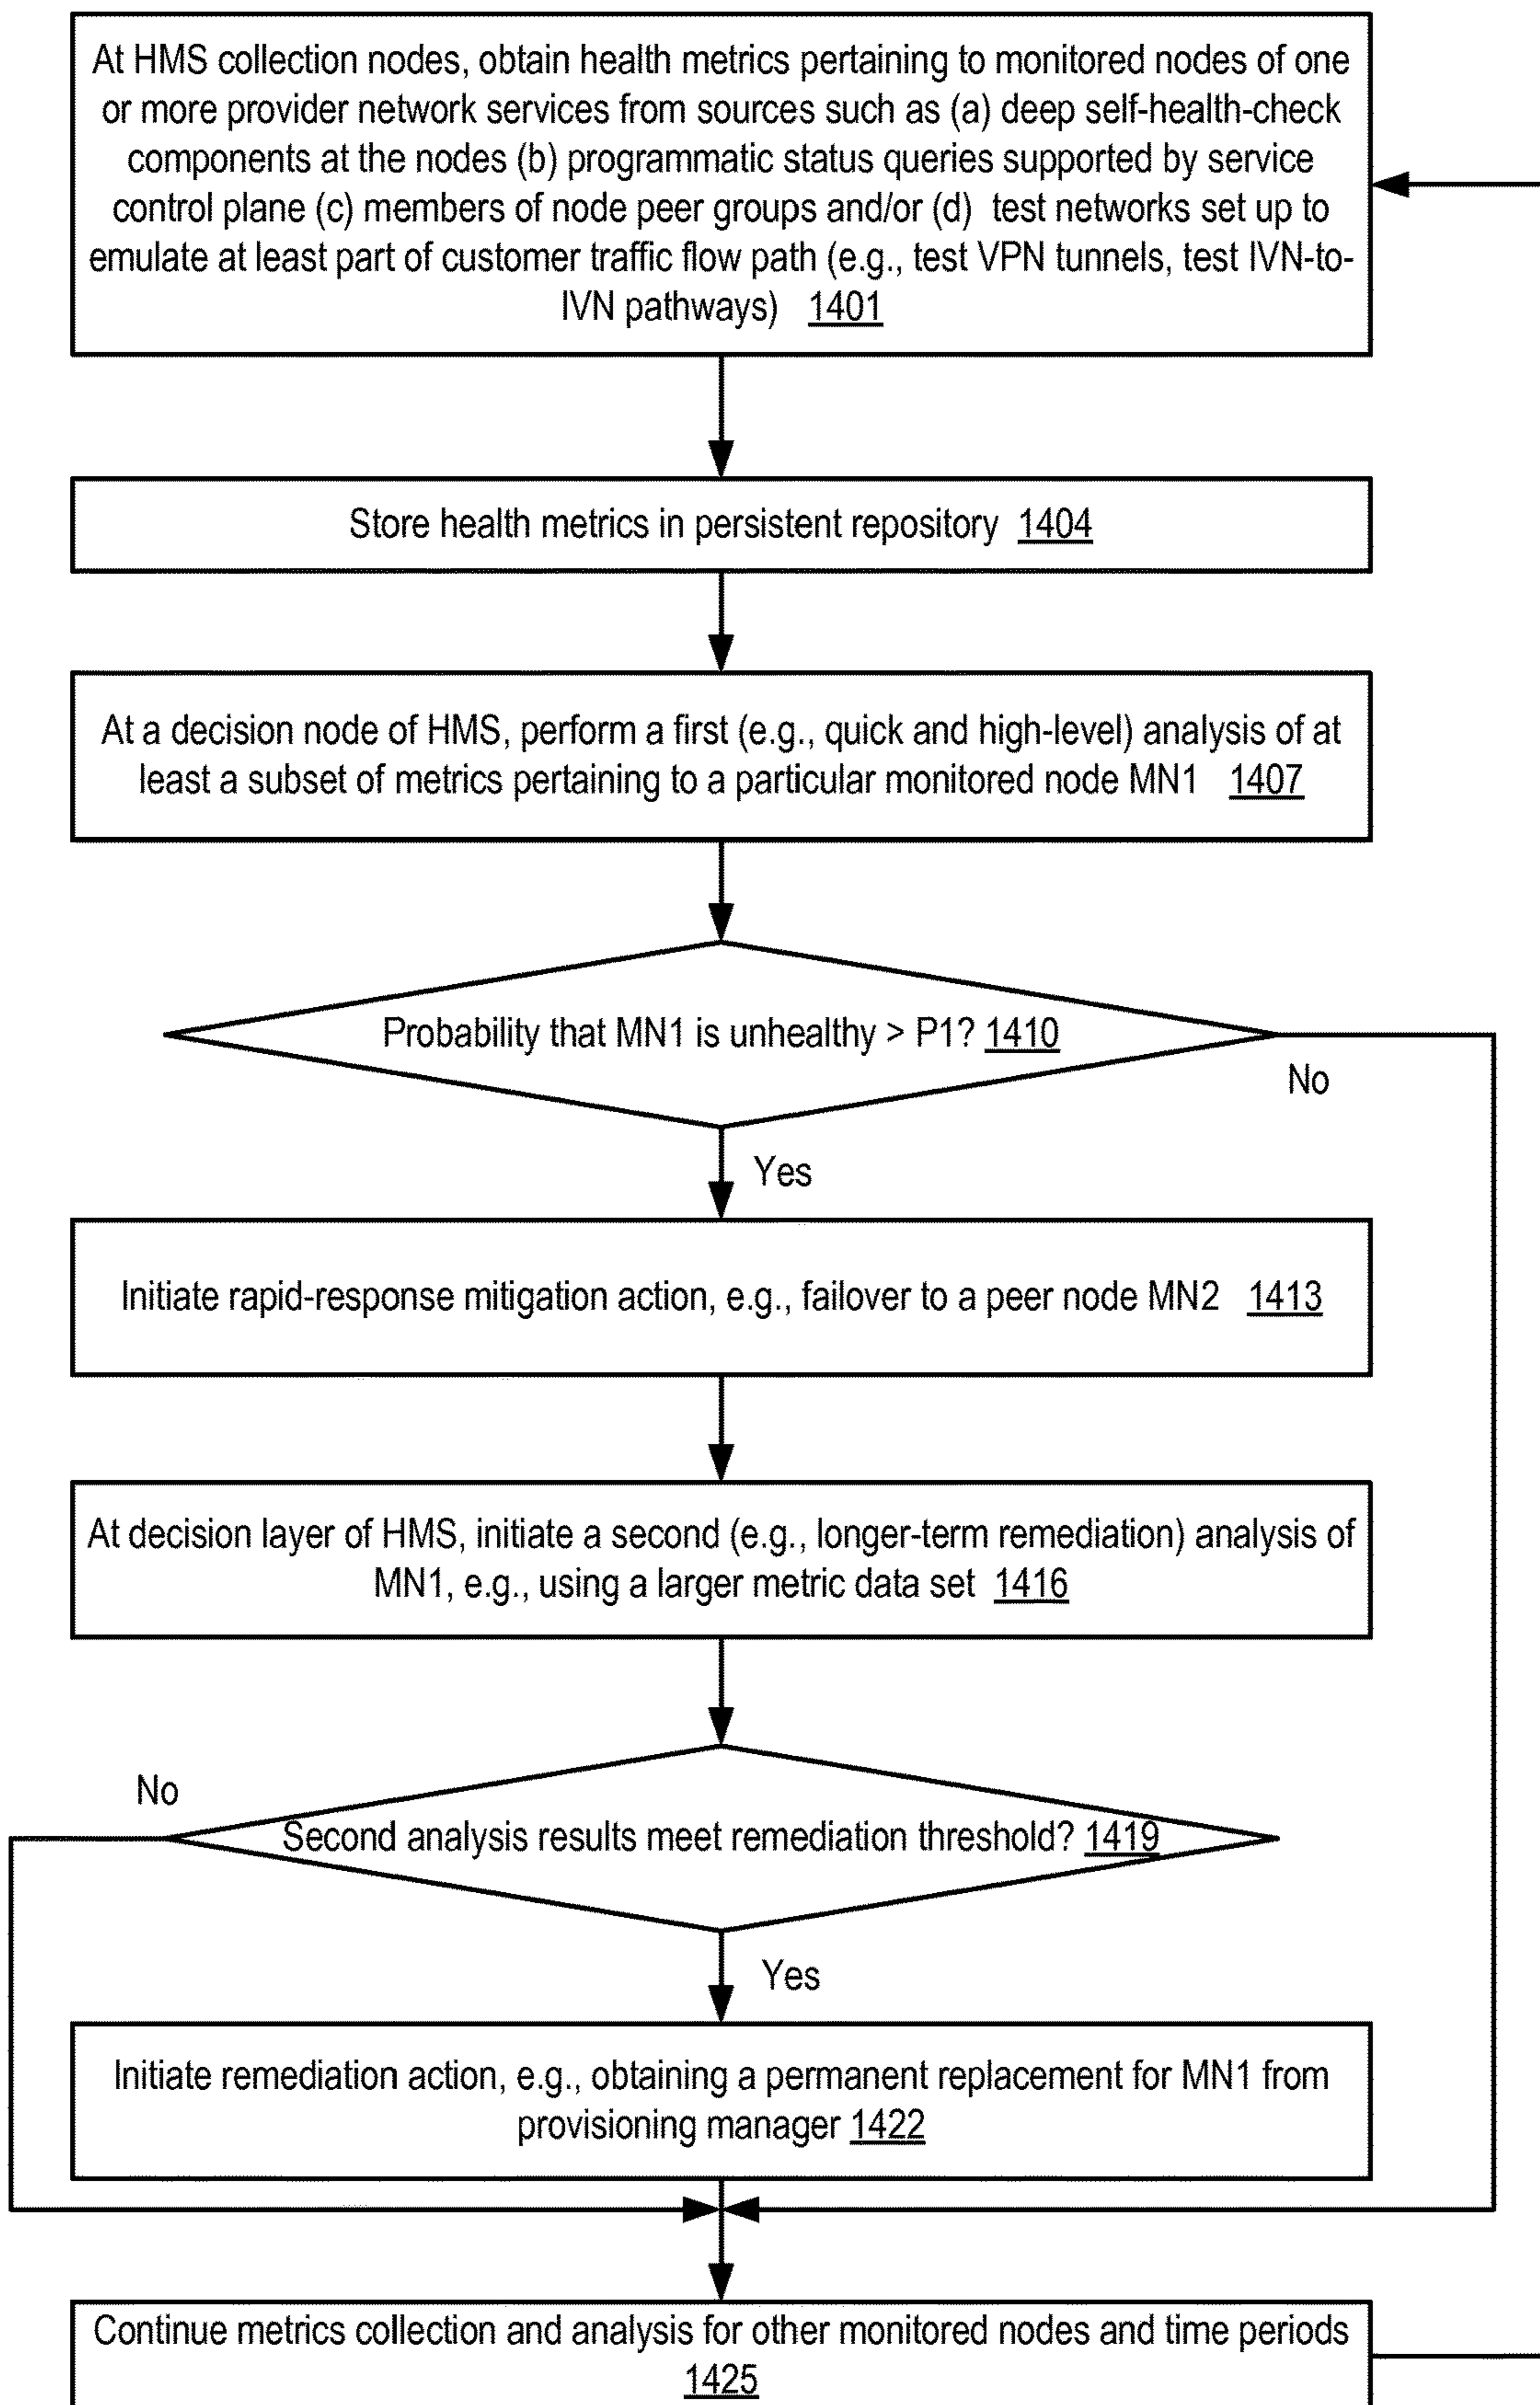 At HMS collection nodes, obtain health metrics pertaining to monitored nodes of one
or more provider network services from sources such as (a) deep self-health-check
components at the nodes (b) programmatic status queries supported by service
control plane (c) members of node peer groups and/or (d) test networks set up to
emulate at least part of customer traffic flow path (e.g., test VPN tunnels, test IVN-to-
IVN pathways) 1401
Store health metrics in persistent repository 1404
At a decision node of HMS, perform a first (e.g., quick and high-level) analysis of at
least a subset of metrics pertaining to a particular monitored node MN1 1407
Probability that MN1 is unhealthy > P1? 1410
No
Yes
Initiate rapid-response mitigation action, e.g., failover to a peer node MN2 1413
At decision layer of HMS, initiate a second (e.g., longer-term remediation) analysis of
MN1, e.g., using a larger metric data set 1416
No
Second analysis results meet remediation threshold? 1419
Yes
Initiate remediation action, e.g., obtaining a permanent replacement for MN1 from
provisioning manager 1422
Continue metrics collection and analysis for other monitored nodes and time periods
1425